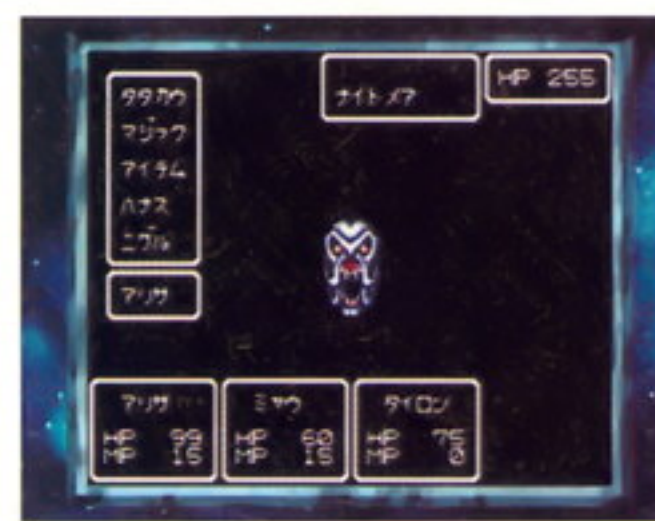 タタカウ
マジック
アイテム
ハナス
ニゲル
マリサ
ナイトメア
HP 255
マリサ
HP 99
MP 15
ミサウ
HP 60
MP 15
タイロン
HP 75
MP 0